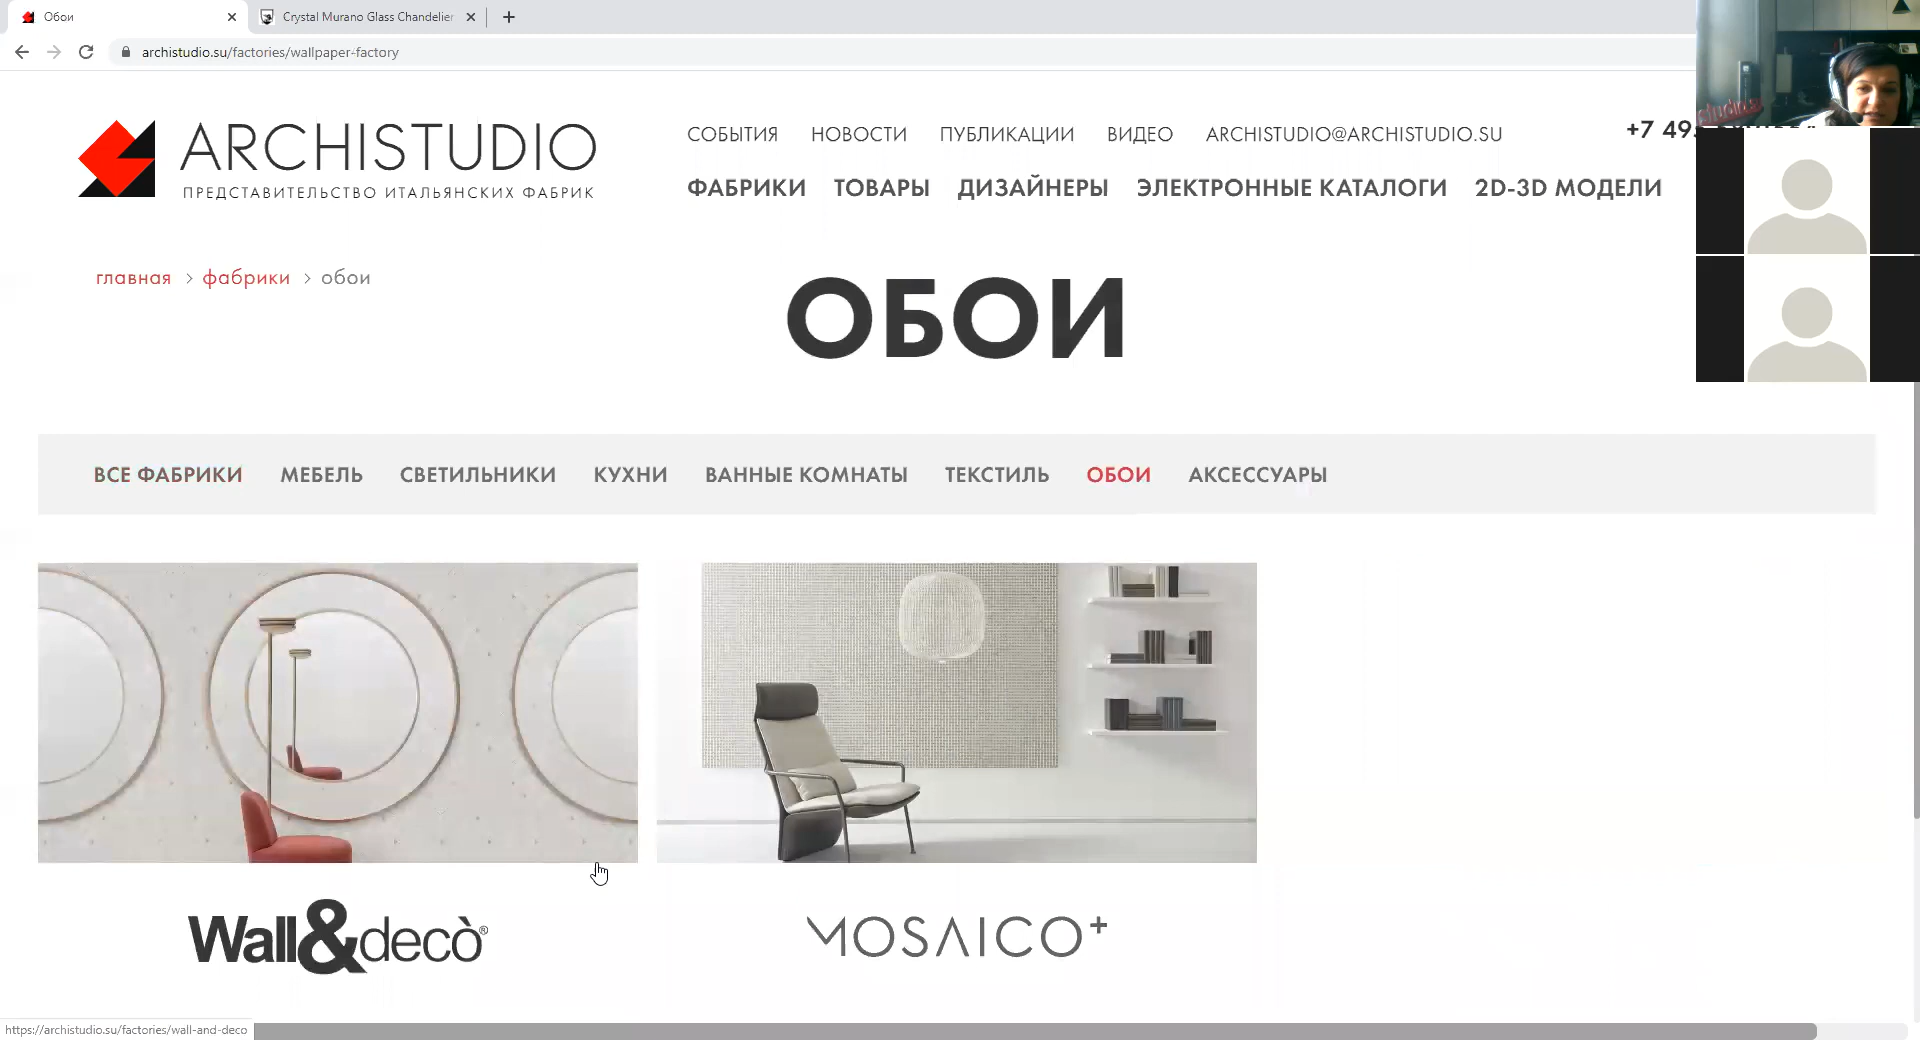 Обои
Crystal Murano Glass Chandelier
archistudio.su/factories/wallpaper-factory
ARCHISTUDIO
ПРЕДСТАВИТЕЛЬСТВО ИТАЛЬЯНСКИХ ФАБРИК
СОБЫТИЯ НОВОСТИ ПУБЛИКАЦИИ ВИДЕО ARCHISTUDIO@ARCHISTUDIO.SU
+7 495
ФАБРИКИ ТОВАРЫ ДИЗАЙНЕРЫ ЭЛЕКТРОННЫЕ КАТАЛОГИ 2D-3D МОДЕЛИ
главная > фабрики > обои
ОБОИ
ВСЕ ФАБРИКИ МЕБЕЛЬ СВЕТИЛЬНИКИ КУХНИ ВАННЫЕ КОМНАТЫ ТЕКСТИЛЬ ОБОИ АКСЕССУАРЫ
Wall&decò®
MOSAICO+
https://archistudio.su/factories/wall-and-deco